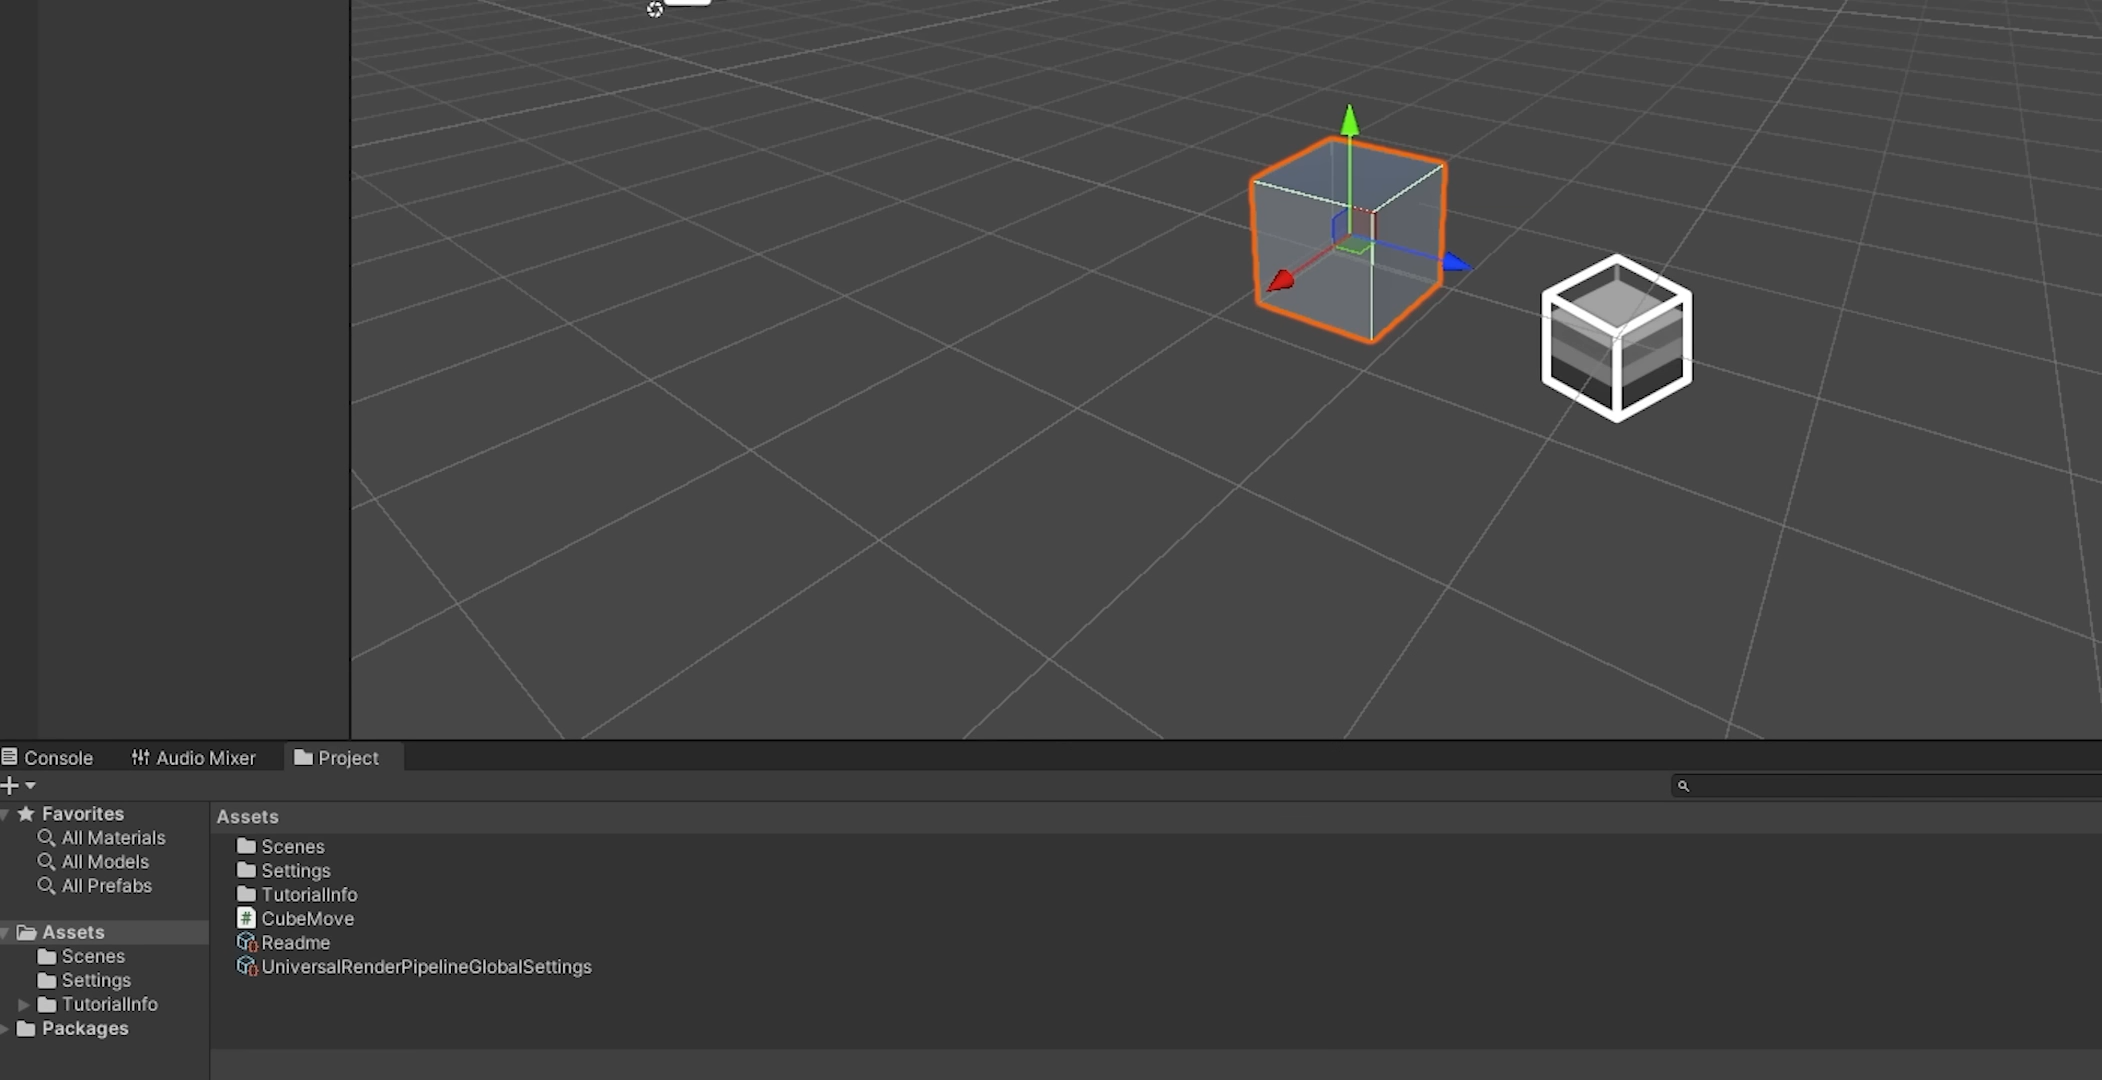 Console Audio Mixer Project
Favorites
All Materials
All Models
All Prefabs
Assets
Scenes
Settings
TutorialInfo
Packages
Assets
Scenes
Settings
TutorialInfo
CubeMove
Readme
UniversalRenderPipelineGlobalSettings